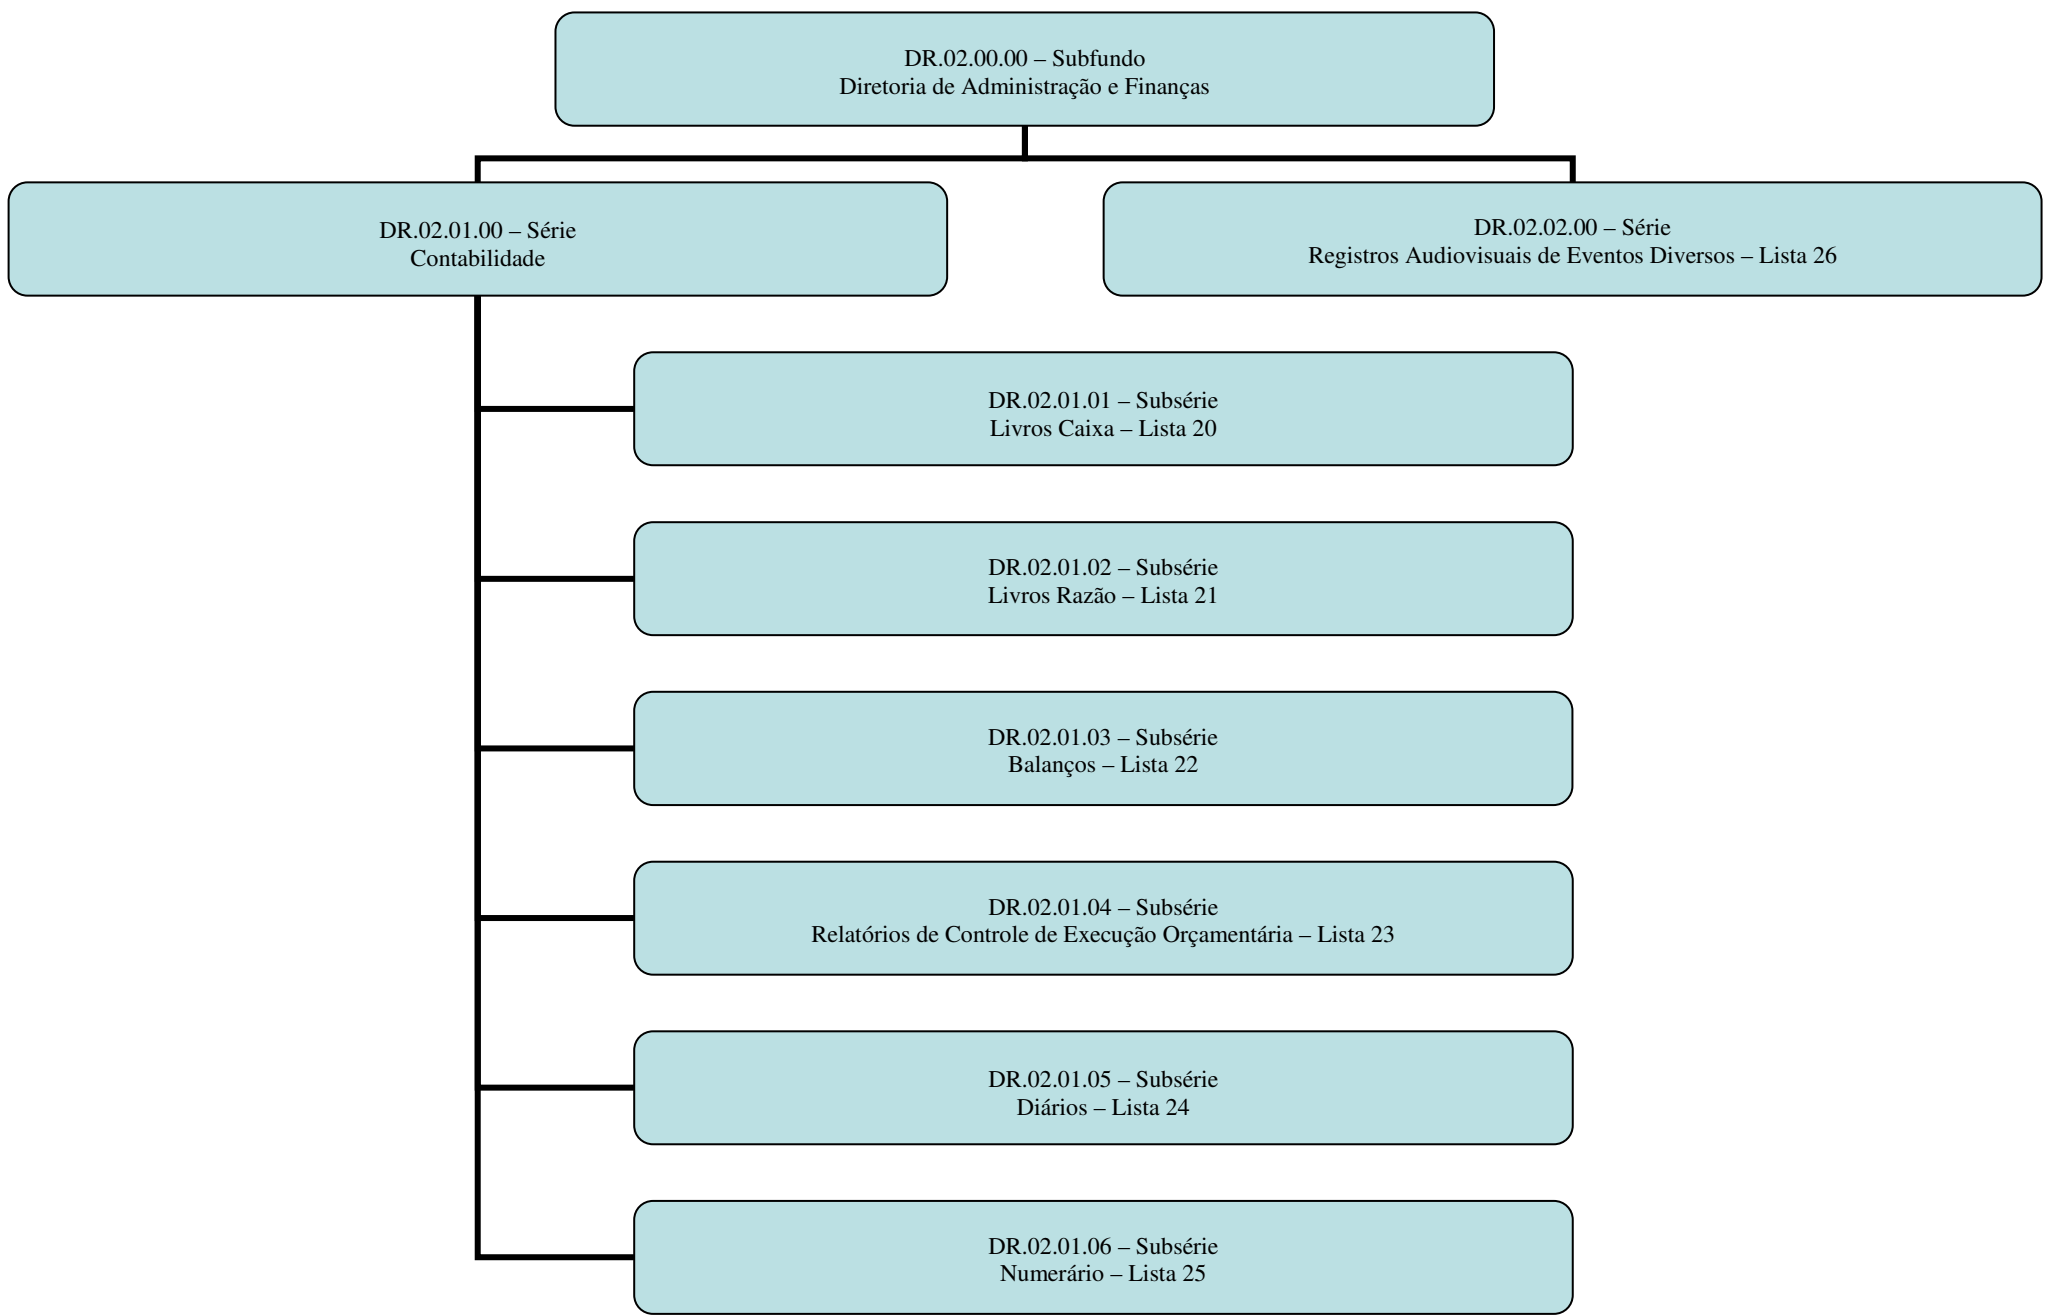 DR.02.00.00 – Subfundo
Diretoria de Administração e Finanças
DR.02.01.00 – Série
Contabilidade
DR.02.02.00 – Série
Registros Audiovisuais de Eventos Diversos – Lista 26
DR.02.01.01 – Subsérie
Livros Caixa – Lista 20
DR.02.01.02 – Subsérie
Livros Razão – Lista 21
DR.02.01.03 – Subsérie
Balanços – Lista 22
DR.02.01.04 – Subsérie
Relatórios de Controle de Execução Orçamentária – Lista 23
DR.02.01.05 – Subsérie
Diários – Lista 24
DR.02.01.06 – Subsérie
Numerário – Lista 25